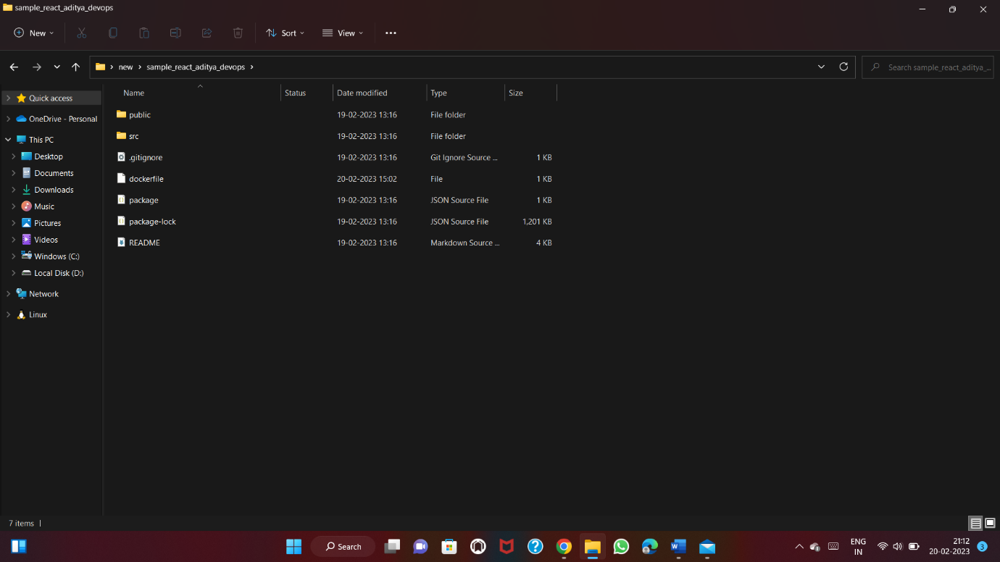 sample_react_aditya_devops
New
Sort
View
new
sample_react_aditya_devops
Search sample_react_aditya_...
Name Status Date modified Type Size
Quick access
OneDrive - Personal
This PC
Desktop
Documents
Downloads
Music
Pictures
Videos
Windows (C:)
Local Disk (D:)
Network
Linux
public 19-02-2023 13:16 File folder
src 19-02-2023 13:16 File folder
.gitignore 19-02-2023 13:16 Git Ignore Source ... 1 KB
dockerfile 20-02-2023 15:02 File 1 KB
package 19-02-2023 13:16 JSON Source File 1 KB
package-lock 19-02-2023 13:16 JSON Source File 1,201 KB
README 19-02-2023 13:16 Markdown Source ... 4 KB
7 items
Search
ENG
IN
21:12
20-02-2023
3